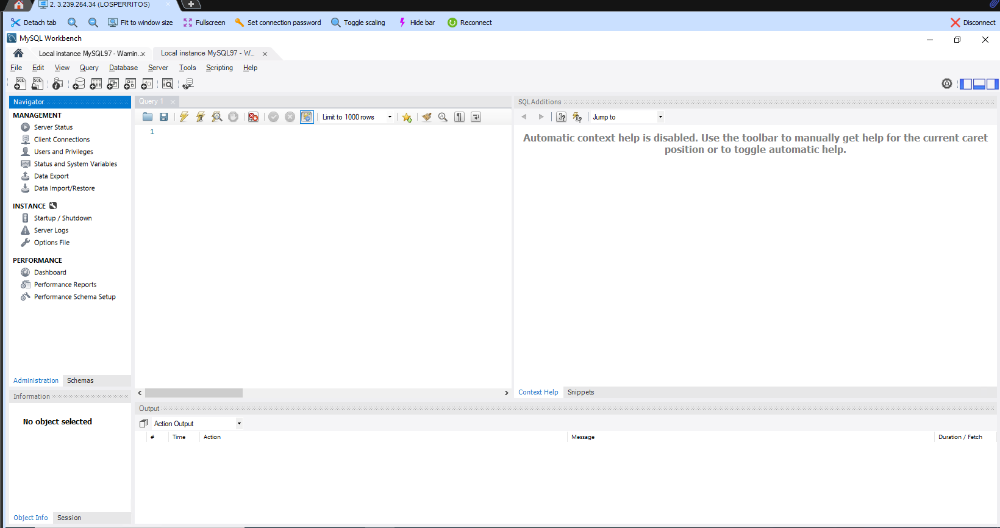 2. 3.239.254.34 (LOSPERRITOS)
Detach tab Fit to window size Fullscreen Set connection password Toggle scaling Hide bar Reconnect Disconnect
MySQL Workbench
Local instance MySQL97 - Warnin. Local instance MySQL97 - W...
File Edit View Query Database Server Tools Scripting Help
Navigator
MANAGEMENT
Server Status
Client Connections
Users and Privileges
Status and System Variables
Data Export
Data Import/Restore
INSTANCE
Startup / Shutdown
Server Logs
Options File
PERFORMANCE
Dashboard
Performance Reports
Performance Schema Setup
Administration Schemas
Information
No object selected
Object Info Session
Query 1
Limit to 1000 rows
1
SQLAdditions
Jump to
Automatic context help is disabled. Use the toolbar to manually get help for the current caret
position or to toggle automatic help.
Context Help Snippets
Output
Action Output
# Time Action Message Duration / Fetch